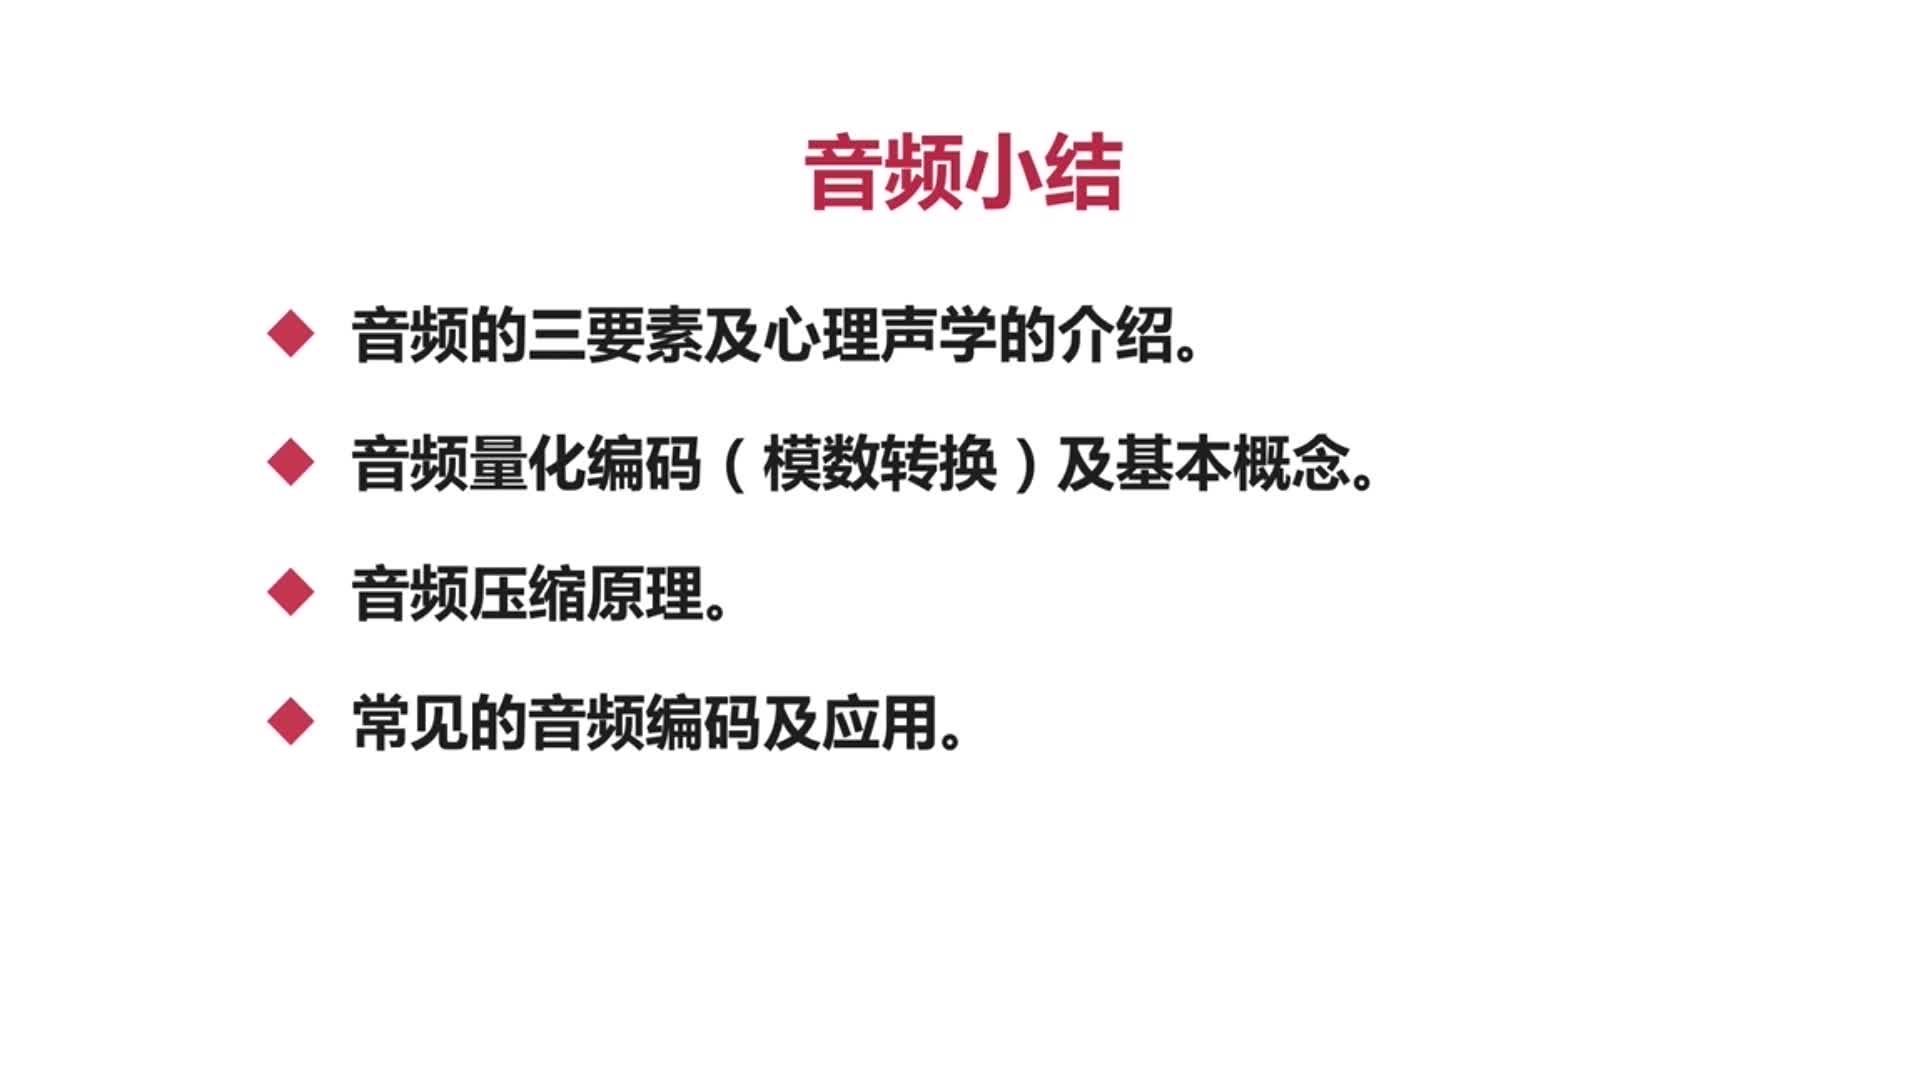 音频小结
音频的三要素及心理声学的介绍。
音频量化编码（模数转换）及基本概念。
音频压缩原理。
常见的音频编码及应用。